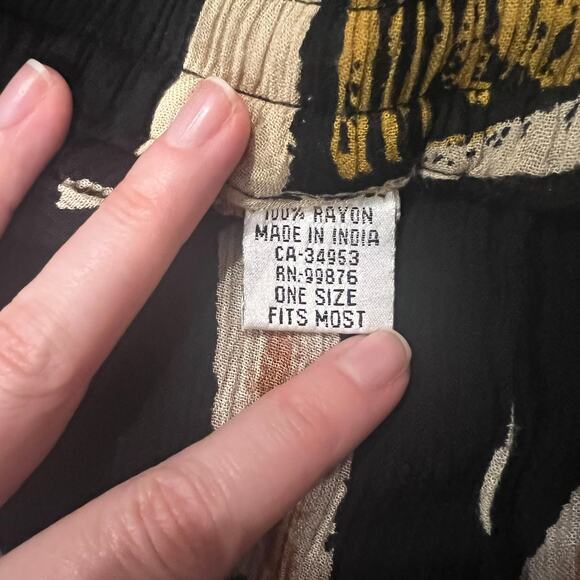 100% RAYON
MADE IN INDIA
CA-34953
RN:99876
ONE SIZE
FITS MOST